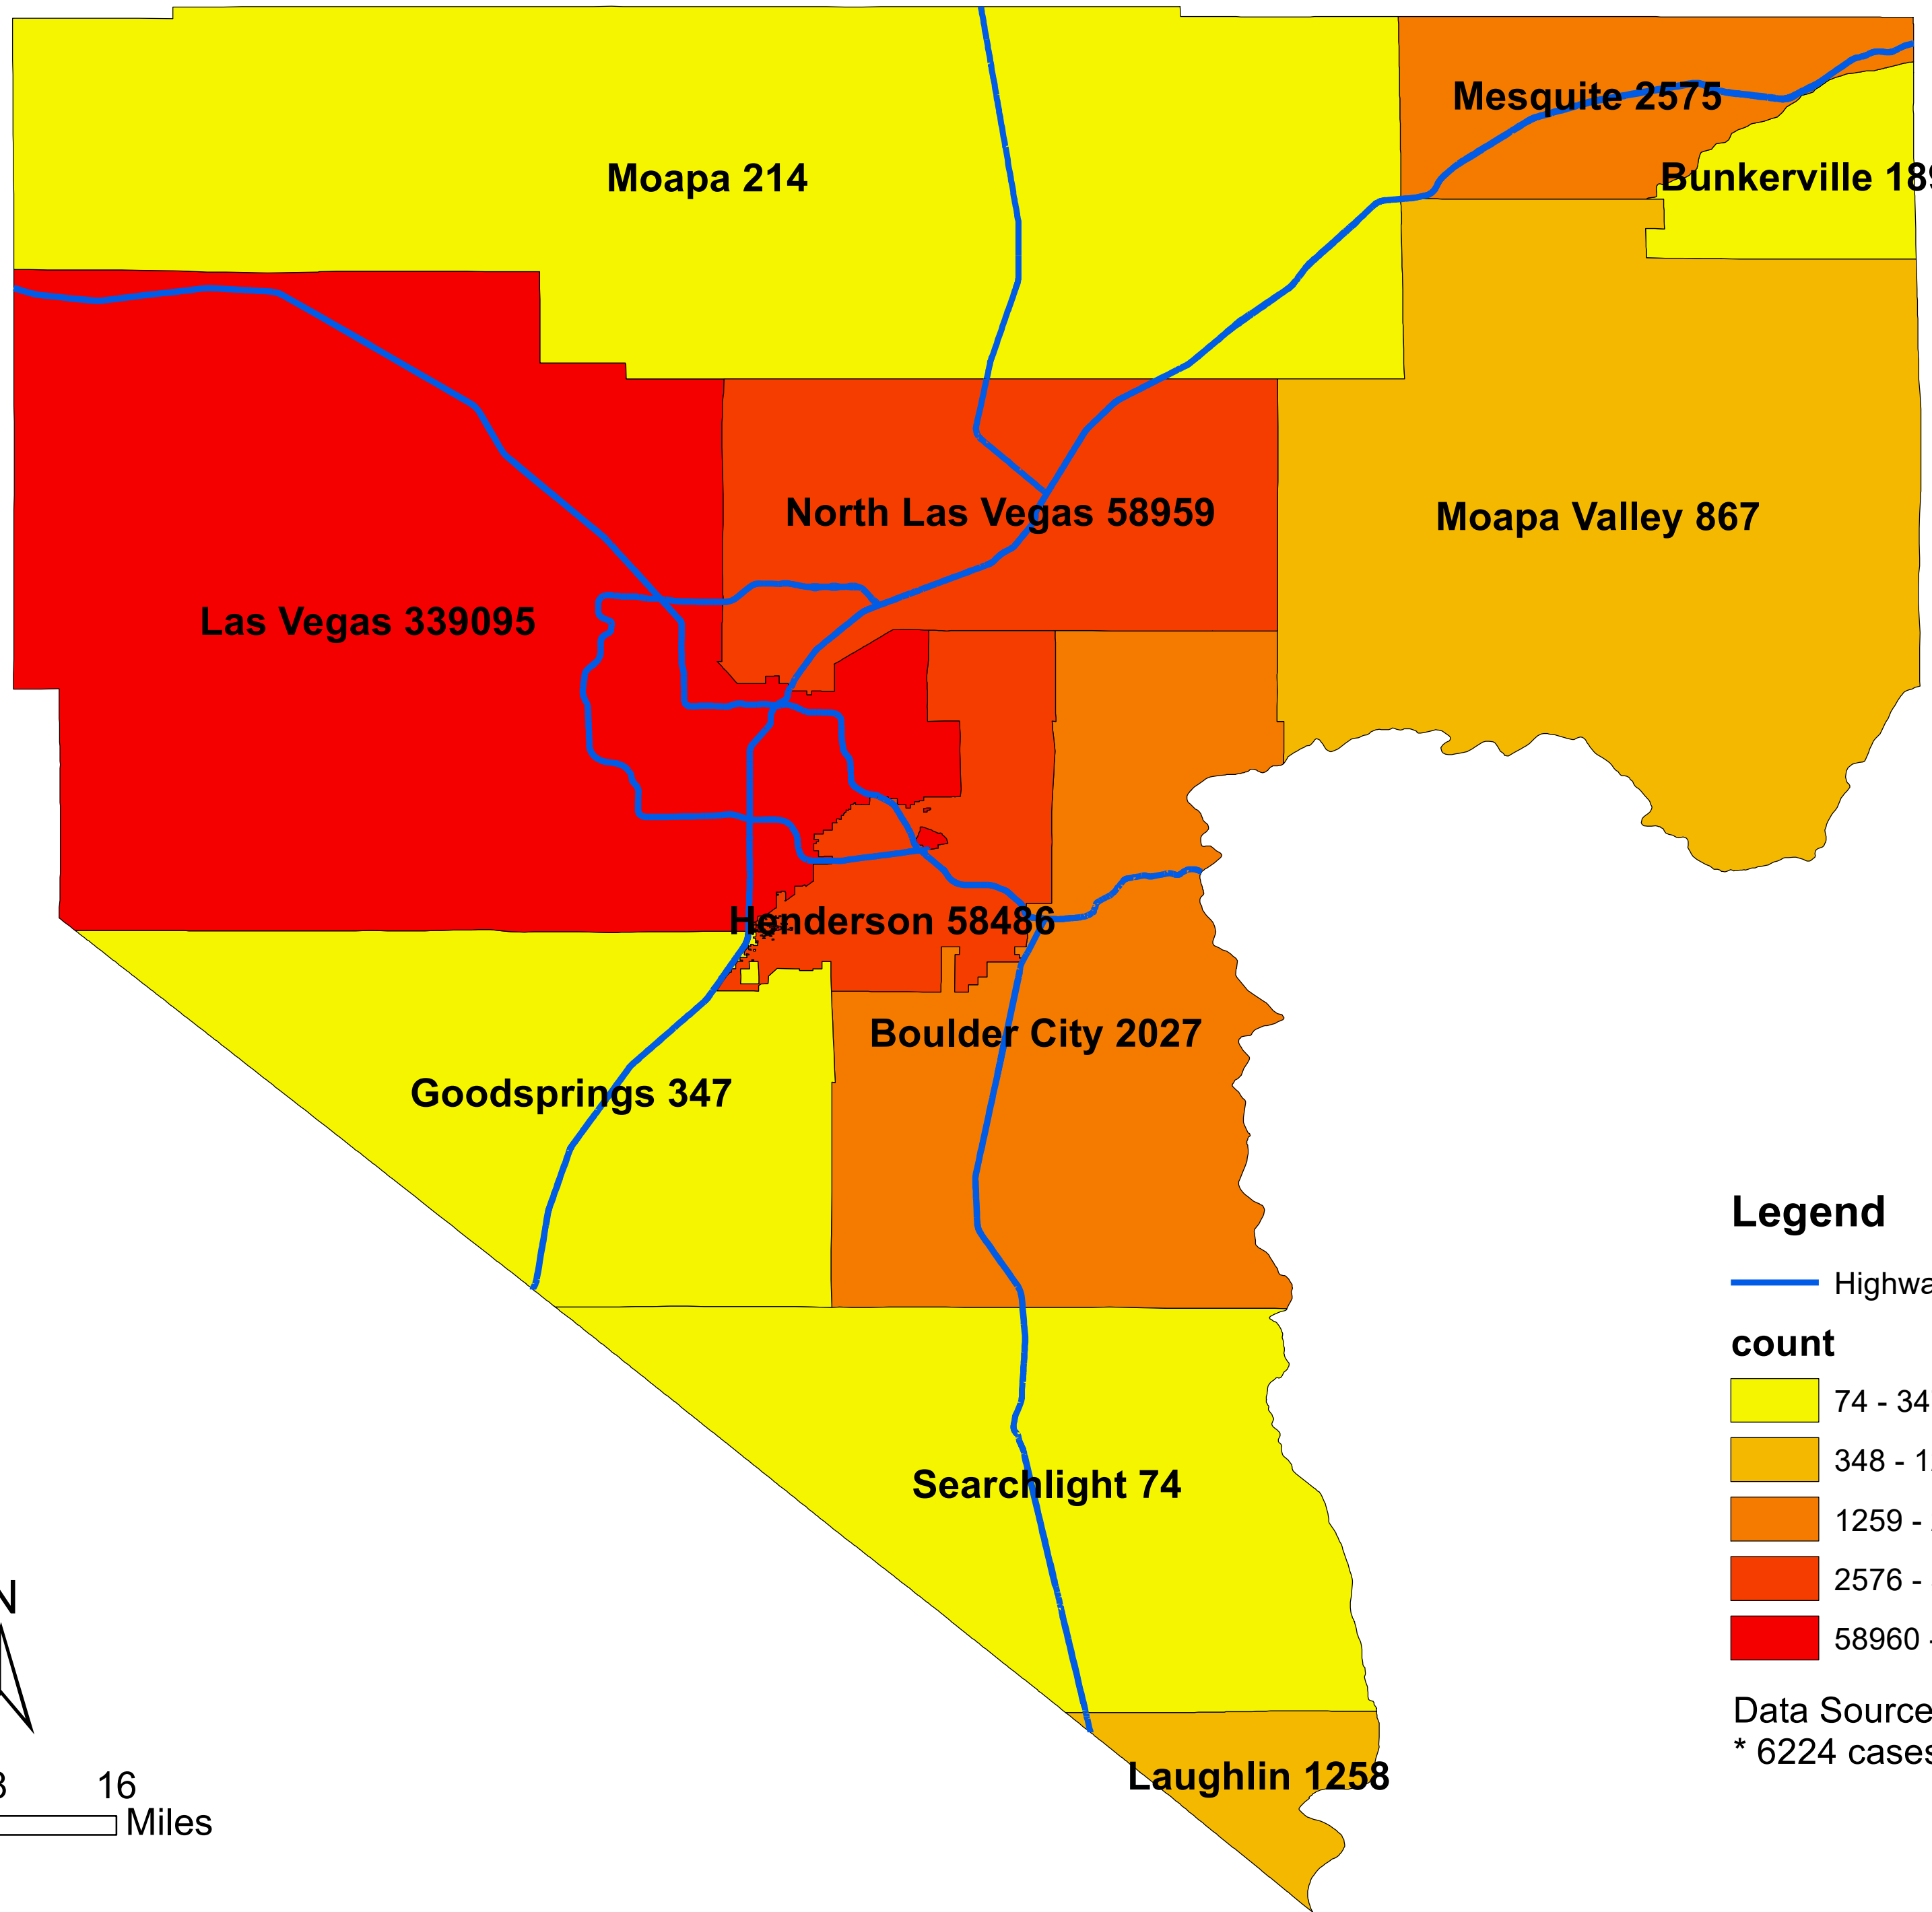 Mesquite 2575
Moapa 214
Bunkerville 189
North Las Vegas 58959
Moapa Valley 867
Las Vegas 339095
Henderson 58486
Boulder City 2027
Goodsprings 347
Legend
Highwa
count
74 - 34
348 - 1
Searchlight 74
1259 -
2576 -
N
58960 -
Data Source
* 6224 cases
Laughlin 1258
16
Miles